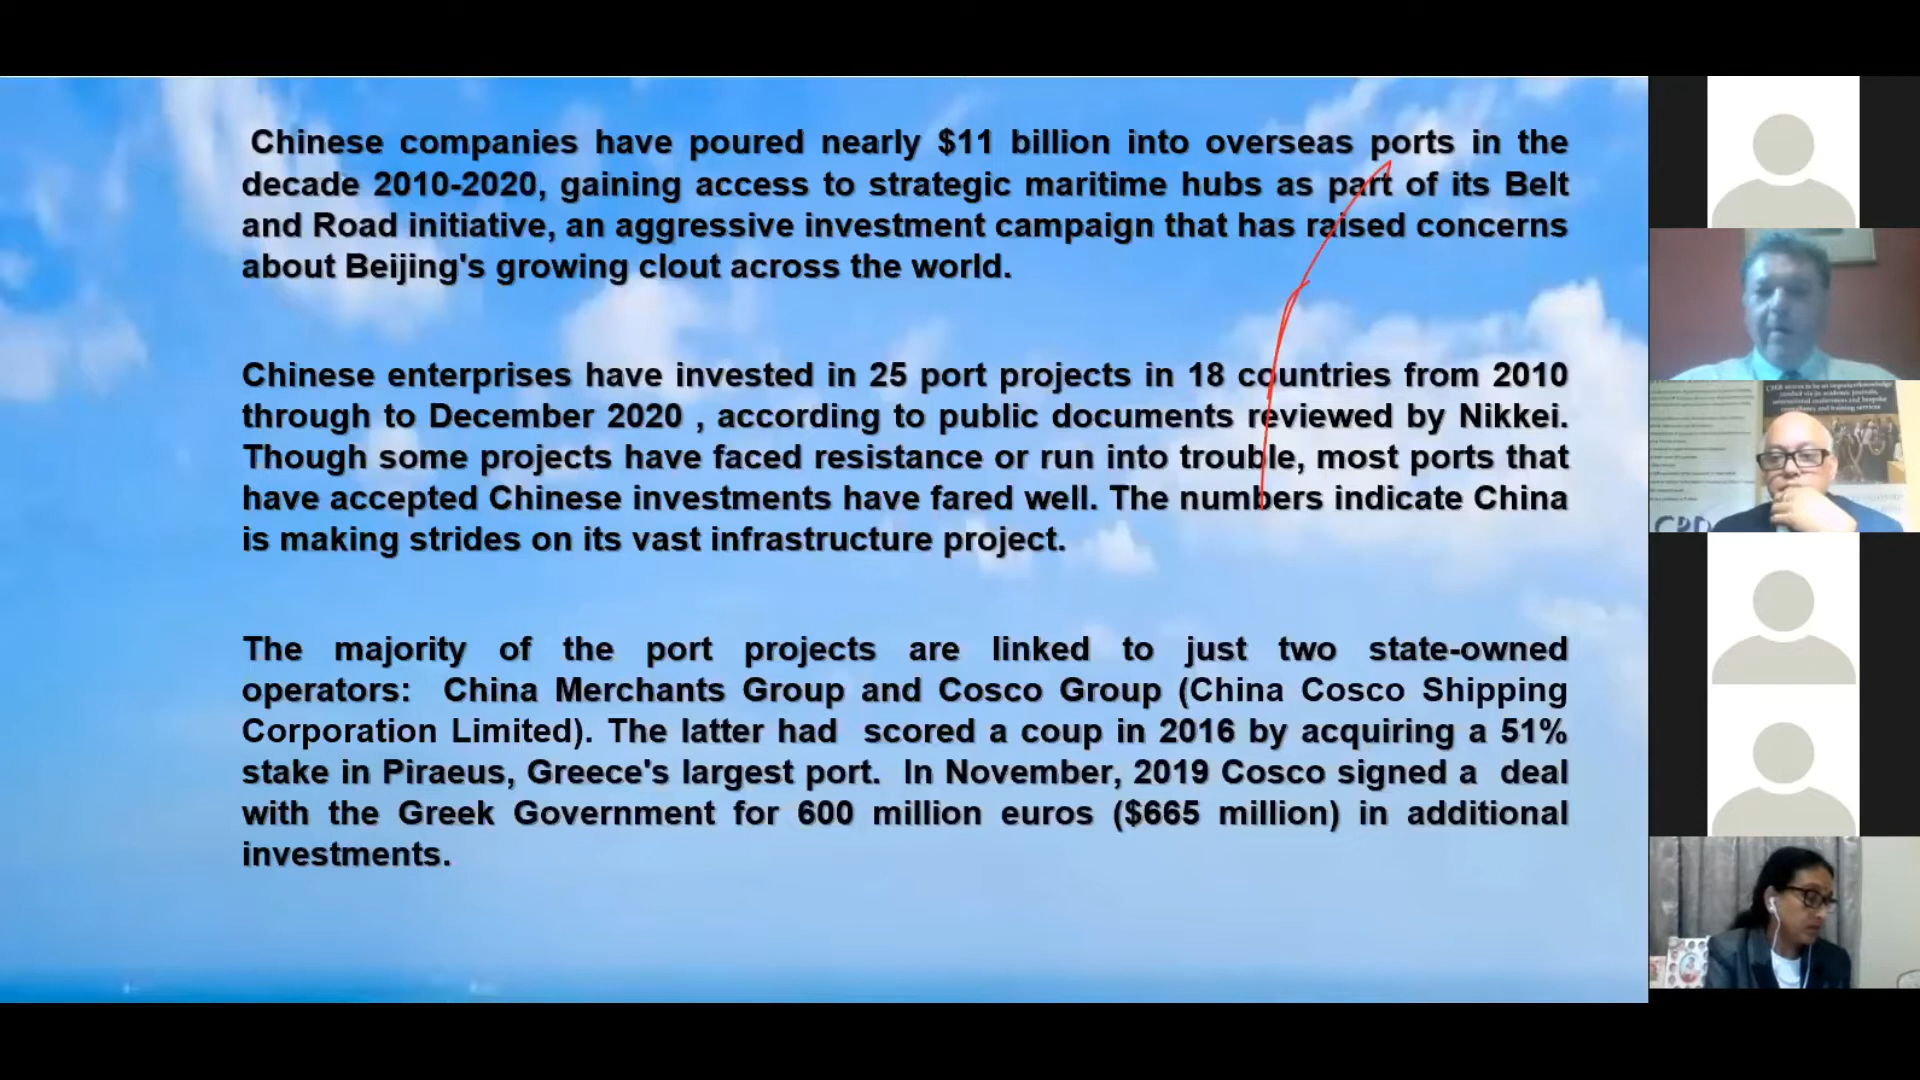 Chinese companies have poured nearly $11 billion into overseas ports in the
decade 2010-2020, gaining access to strategic maritime hubs as part of its Belt
and Road initiative, an aggressive investment campaign that has raised concerns
about Beijing's growing clout across the world.
Chinese enterprises have invested in 25 port projects in 18 countries from 2010
through to December 2020 , according to public documents reviewed by Nikkei.
Though some projects have faced resistance or run into trouble, most ports that
have accepted Chinese investments have fared well. The numbers indicate China
is making strides on its vast infrastructure project.
The majority of the port projects are linked to just two state-owned
operators: China Merchants Group and Cosco Group (China Cosco Shipping
Corporation Limited). The latter had scored a coup in 2016 by acquiring a 51%
stake in Piraeus, Greece's largest port. In November, 2019 Cosco signed a deal
with the Greek Government for 600 million euros ($665 million) in additional
investments.